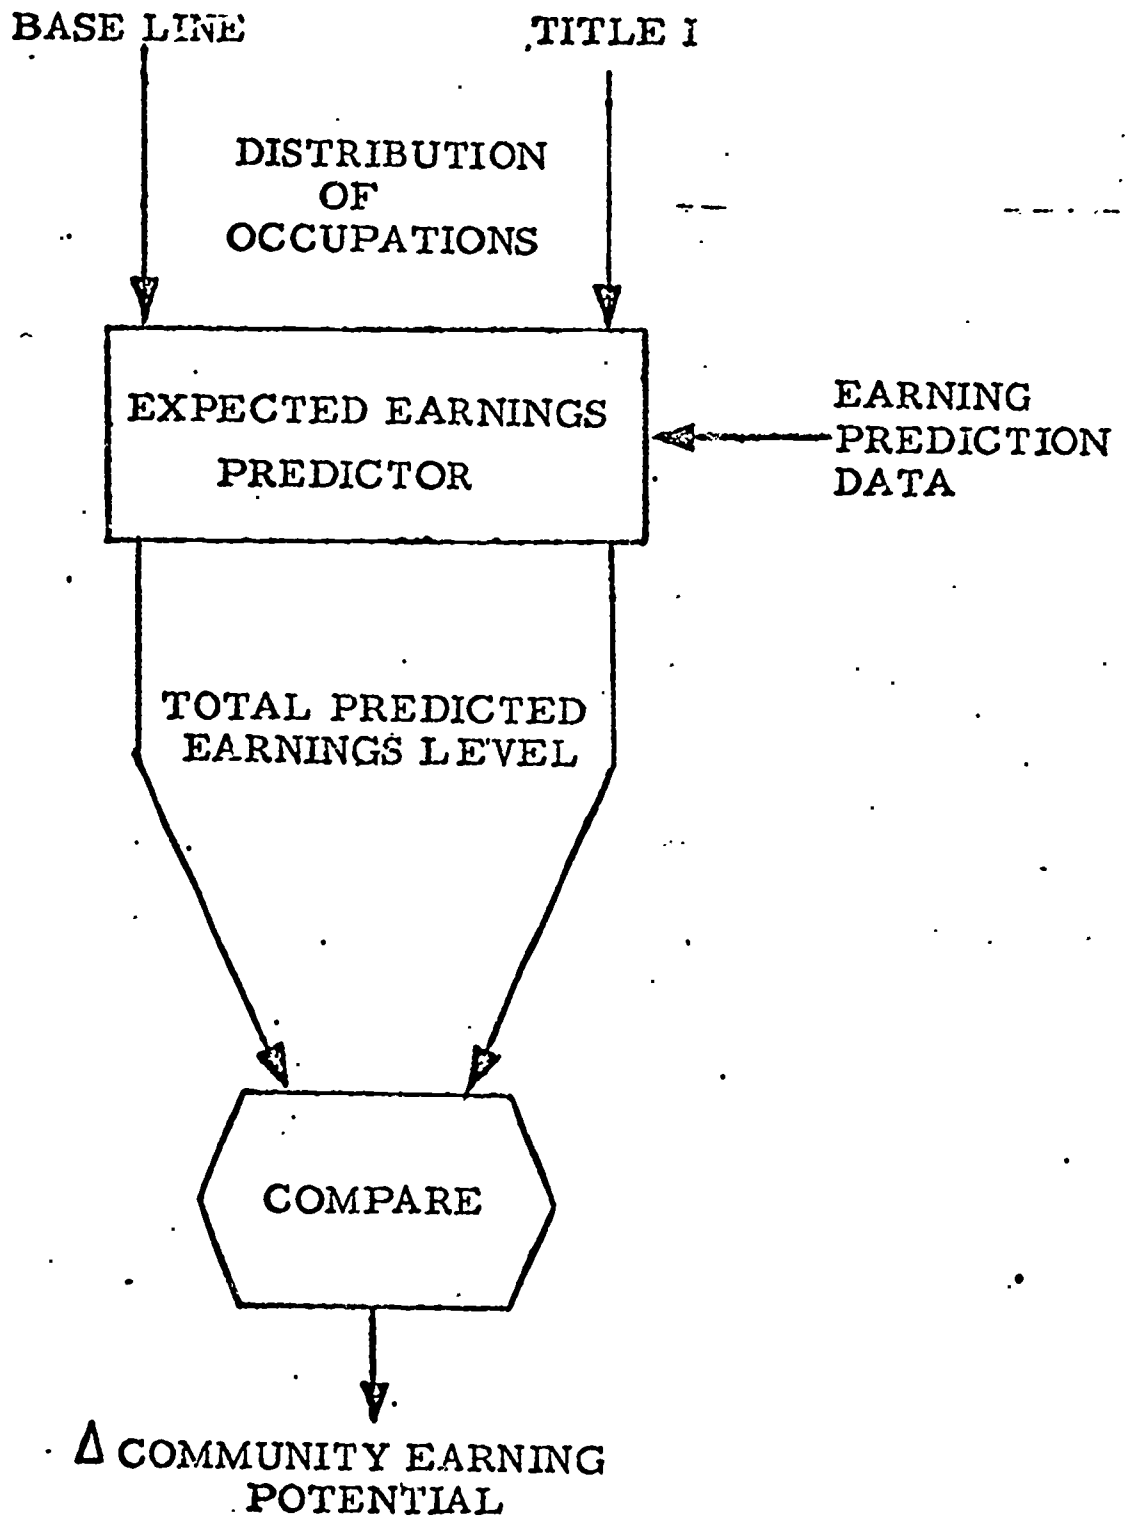 BASE LINE
TITLE I
DISTRIBUTION
OF
OCCUPATIONS
EXPECTED EARNINGS
PREDICTOR
EARNING
PREDICTION
DATA
TOTAL PREDICTED
EARNINGS LEVEL
COMPARE
Δ COMMUNITY EARNING
POTENTIAL